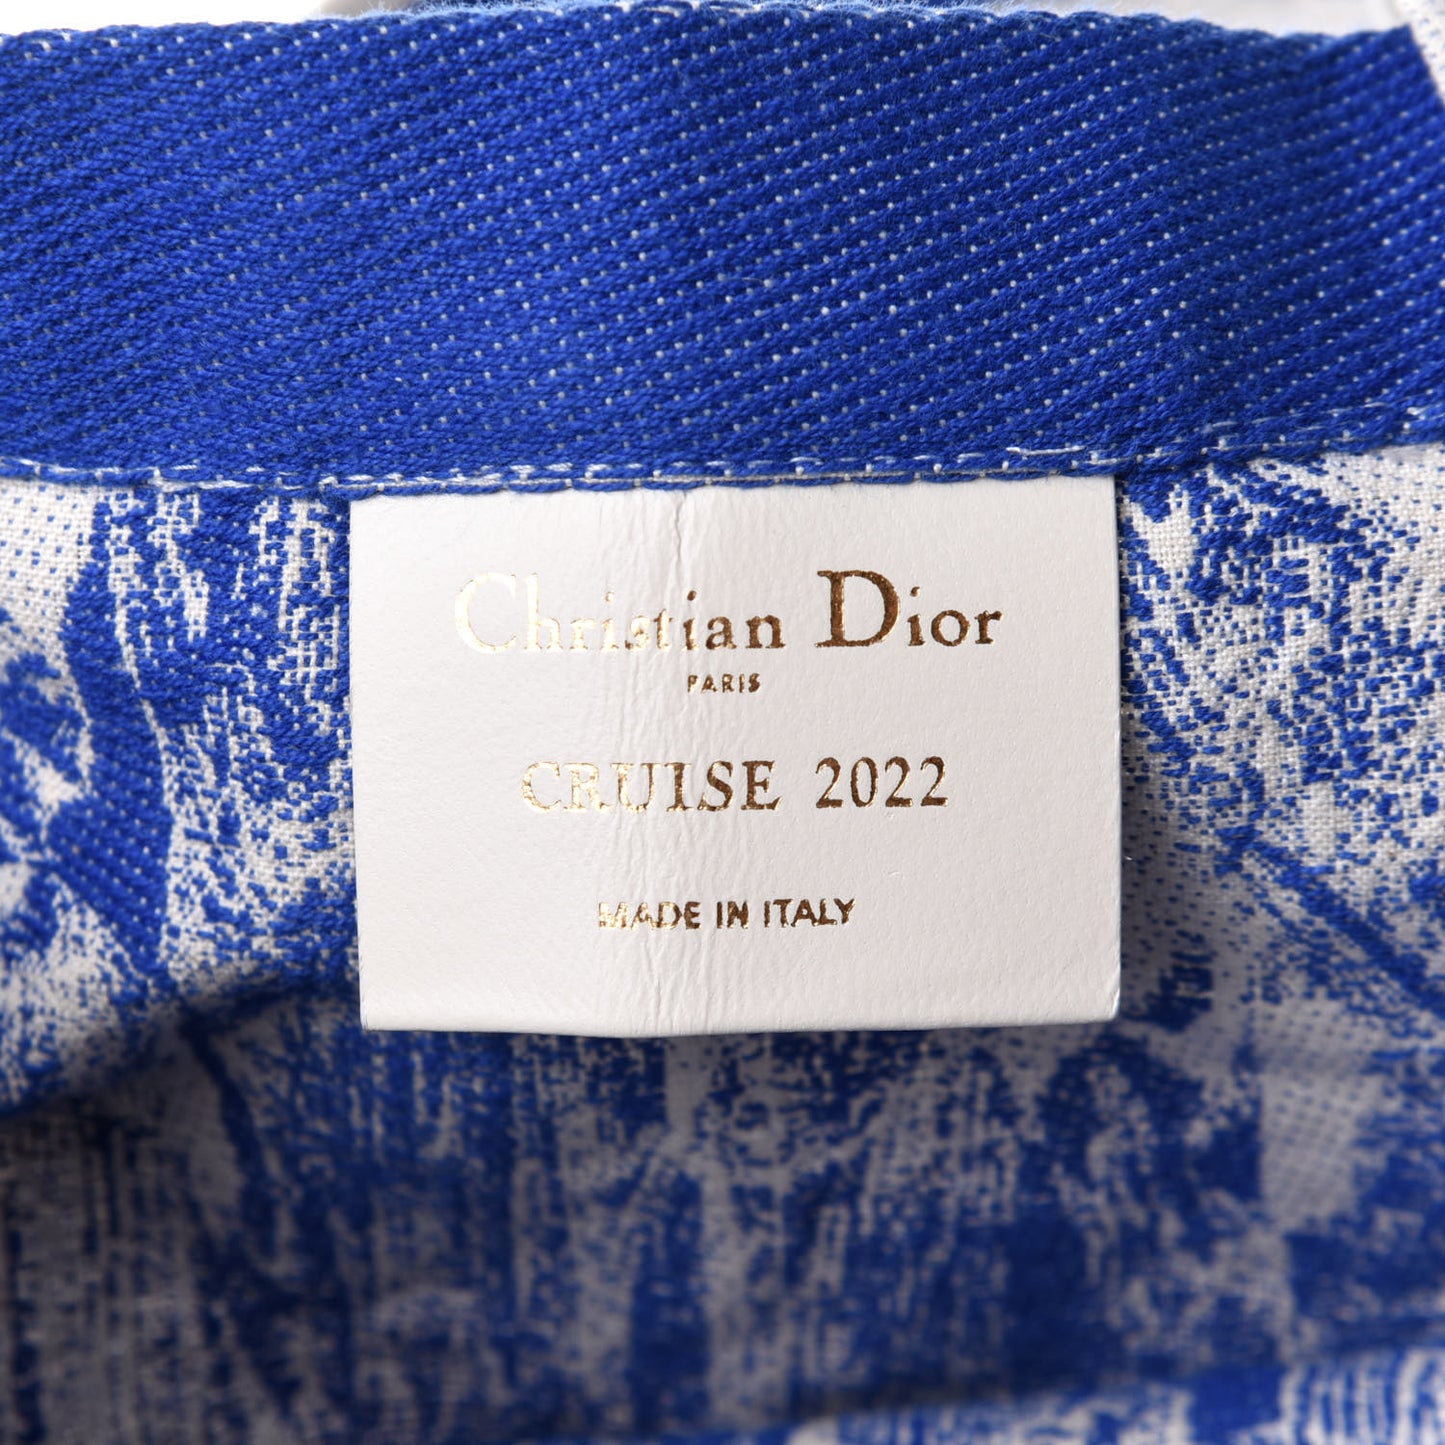 Christian Dior
PARIS
CRUISE 2022
MADE IN ITALY